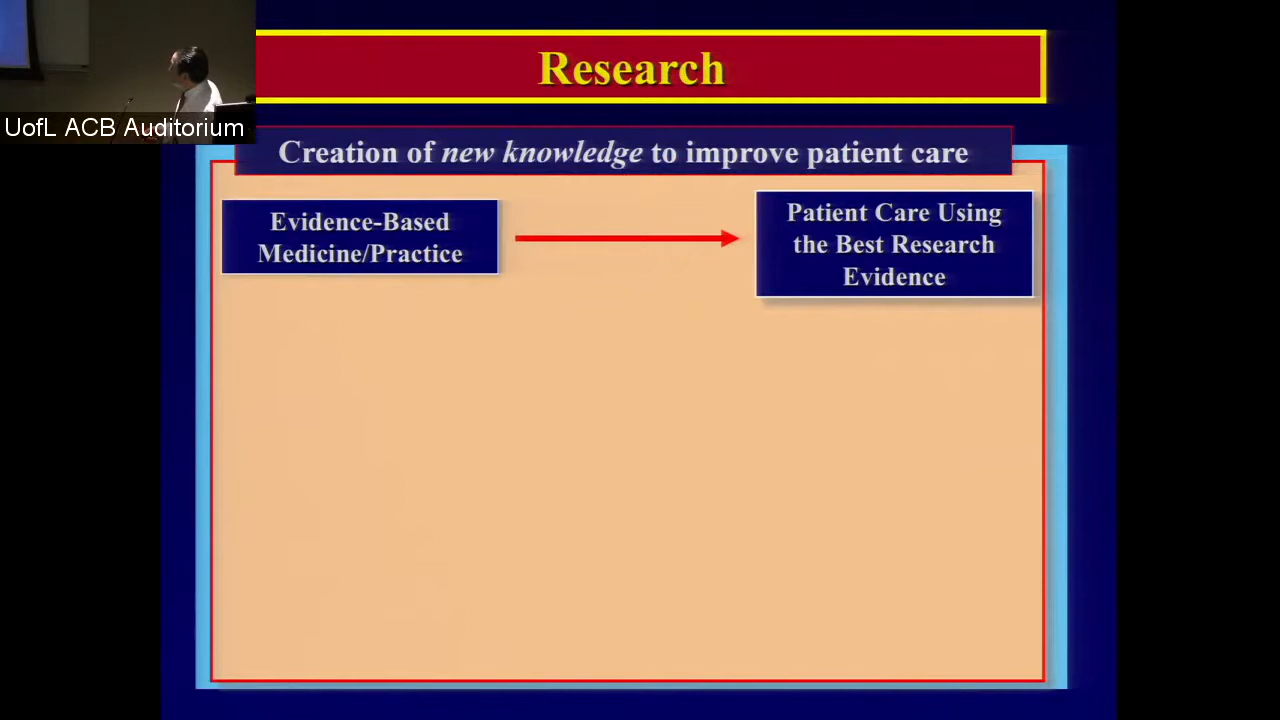 Research
UofL ACB Auditorium
Creation of new knowledge to improve patient care
Evidence-Based
Medicine/Practice
Patient Care Using
the Best Research
Evidence